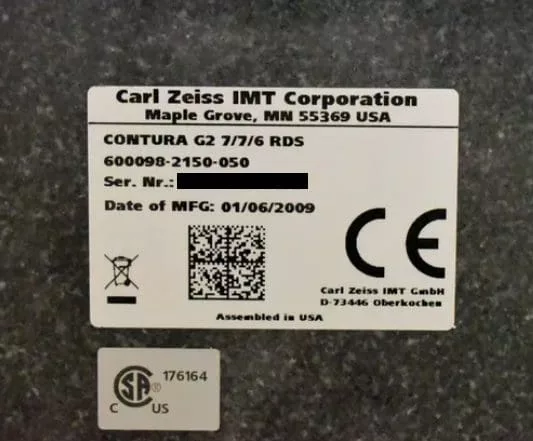 Carl Zeiss IMT Corporation
Maple Grove, MN 55369 USA
CONTURA G2 7/7/6 RDS
600098-2150-050
Ser. Nr.:
Date of MFG: 01/06/2009
CE
Carl Zeiss IMT GmbH
D-73446 Oberkochen
Assembled in USA
SA ® 176164
C US